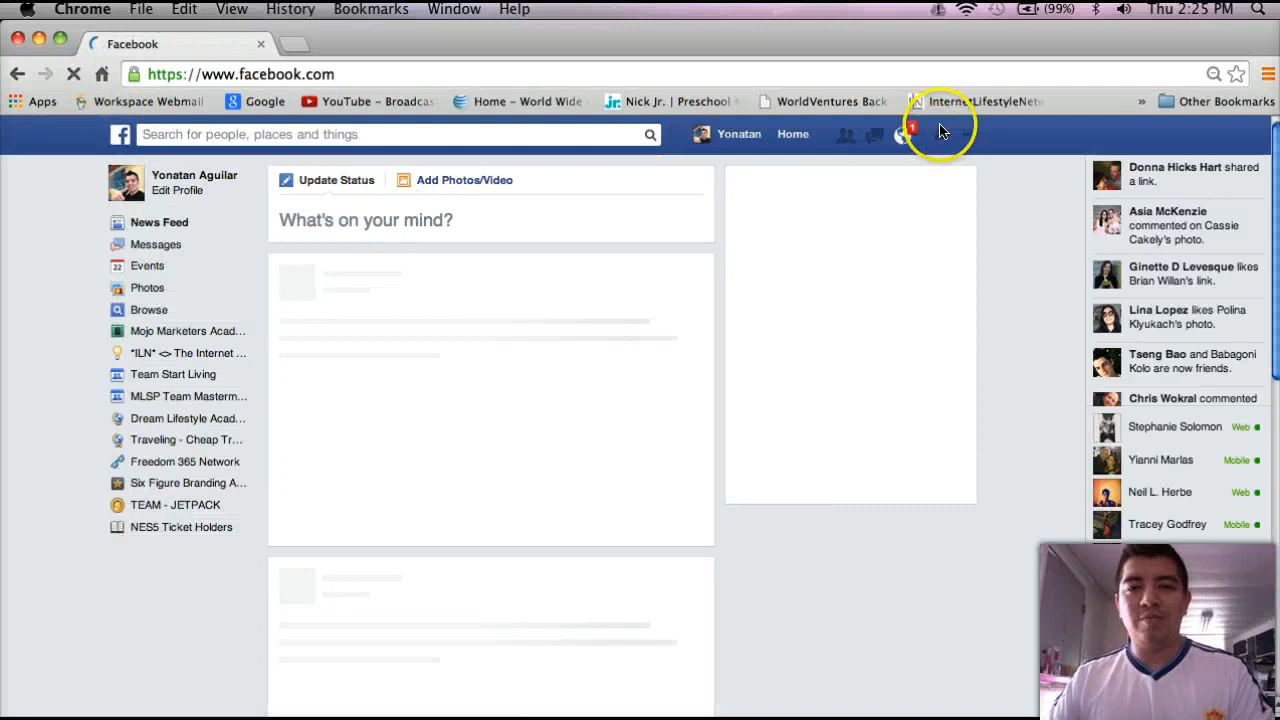 Chrome File Edit View History Bookmarks Window Help (99%) Thu 2:25 PM
Facebook
https://www.facebook.com
Apps Workspace Webmail Google YouTube – Broadcas Home – World Wide Nick Jr. | Preschool WorldVentures Back InternetLifestyleNetw » Other Bookmarks
Search for people, places and things Yonatan Home 1
Yonatan Aguilar
Edit Profile
News Feed
Messages
22 Events
Photos
Browse
Mojo Marketers Acad...
*ILN* <> The Internet ...
Team Start Living
MLSP Team Masterm...
Dream Lifestyle Acad...
Traveling - Cheap Tr...
Freedom 365 Network
Six Figure Branding A...
TEAM - JETPACK
NES5 Ticket Holders
Update Status Add Photos/Video
What's on your mind?
Donna Hicks Hart shared
a link.
Asia McKenzie
commented on Cassie
Cakely's photo.
Ginette D Levesque likes
Brian Willan's link.
Lina Lopez likes Polina
Klyukach's photo.
Tseng Bao and Babagoni
Kolo are now friends.
Chris Wokral commented
Stephanie Solomon Web
Yianni Marlas Mobile
Neil L. Herbe Web
Tracey Godfrey Mobile